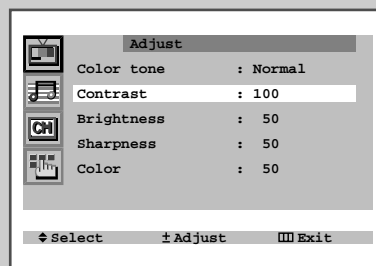 Adjust
Color tone : Normal
Contrast : 100
CH
Brightness : 50
Sharpness : 50
Color : 50
Select ± Adjust Exit